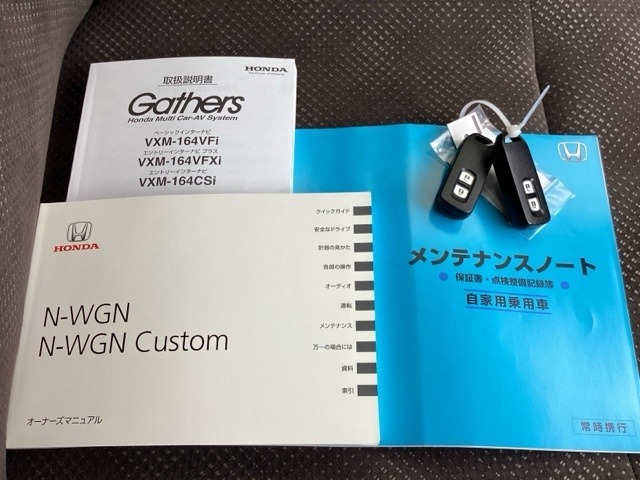 取扱説明書
HONDA
The Power of Dreams
Gathers
Honda Multi Car-AV System
ベーシックインターナビ
VXM-164VFi
エントリーインターナビ プラス
VXM-164VFXi
エントリーインターナビ
VXM-164CSi
HONDA
N-WGN
N-WGN Custom
オーナーズマニュアル
クイックガイド
安全なドライブ
計器の見かた
各部の操作
オーディオ
運転
メンテナンス
万一の場合には
資料
索引
メンテナンスノート
保証書・点検整備記録簿
自家用乗用車
常時携行